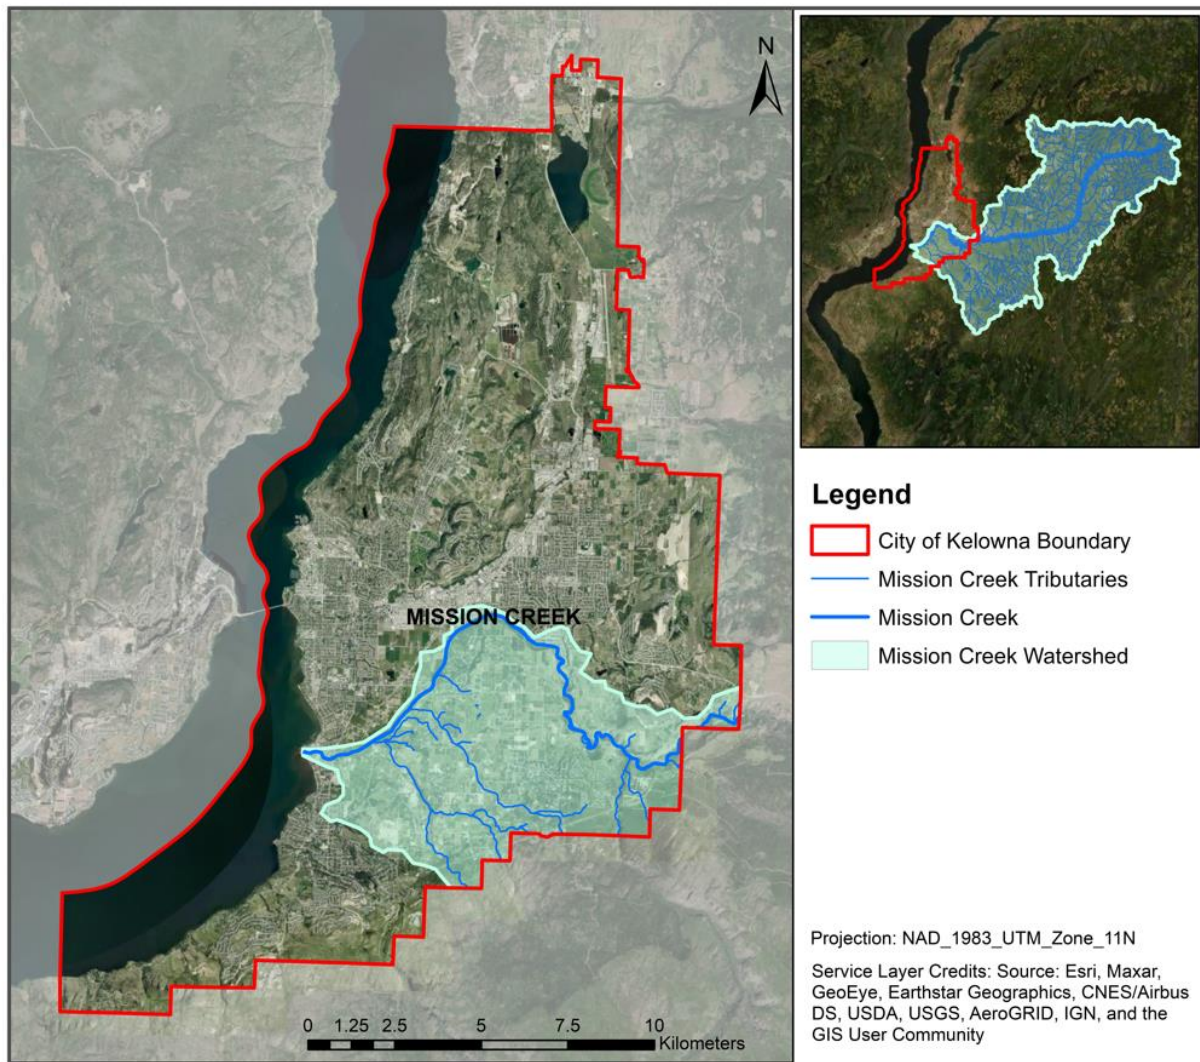 N
MISSION CREEK
0 1.25 2.5 5 7.5 10
Kilometers
Legend
City of Kelowna Boundary
Mission Creek Tributaries
Mission Creek
Mission Creek Watershed
Projection: NAD_1983_UTM_Zone_11N
Service Layer Credits: Source: Esri, Maxar,
GeoEye, Earthstar Geographics, CNES/Airbus
DS, USDA, USGS, AeroGRID, IGN, and the
GIS User Community